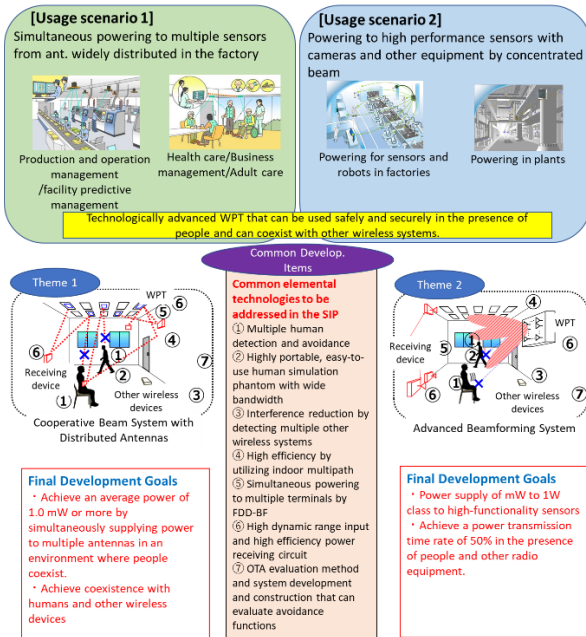 [Usage scenario 1]
Simultaneous powering to multiple sensors
from ant. widely distributed in the factory
Production and operation
management
/facility predictive
management
Health care/Business
management/Adult care
[Usage scenario 2]
Powering to high performance sensors with
cameras and other equipment by concentrated
beam
Powering for sensors and
robots in factories
Powering in plants
Technologically advanced WPT that can be used safely and securely in the presence of
people and can coexist with other wireless systems.
Theme 1
WPT
⑥
⑤
④
⑥
①
②
⑦
Receiving
device
①
③
Other wireless
devices
Cooperative Beam System with
Distributed Antennas
Final Development Goals
・Achieve an average power of
1.0 mW or more by
simultaneously supplying power
to multiple antennas in an
environment where people
coexist.
・Achieve coexistence with
humans and other wireless
devices
Common Develop.
Items
Common elemental
technologies to be
addressed in the SIP
① Multiple human
detection and avoidance
② Highly portable, easy-to-
use human simulation
phantom with wide
bandwidth
③ Interference reduction by
detecting multiple other
wireless systems
④ High efficiency by
utilizing indoor multipath
⑤ Simultaneous powering
to multiple terminals by
FDD-BF
⑥ High dynamic range input
and high efficiency power
receiving circuit
⑦ OTA evaluation method
and system development
and construction that can
evaluate avoidance
functions
Theme 2
④
WPT
⑥
Receiving
device
⑤
①
②
⑥
①
③
⑦
Other wireless
devices
Advanced Beamforming System
Final Development Goals
・Power supply of mW to 1W
class to high-functionality sensors
・Achieve a power transmission
time rate of 50% in the presence
of people and other radio
equipment.